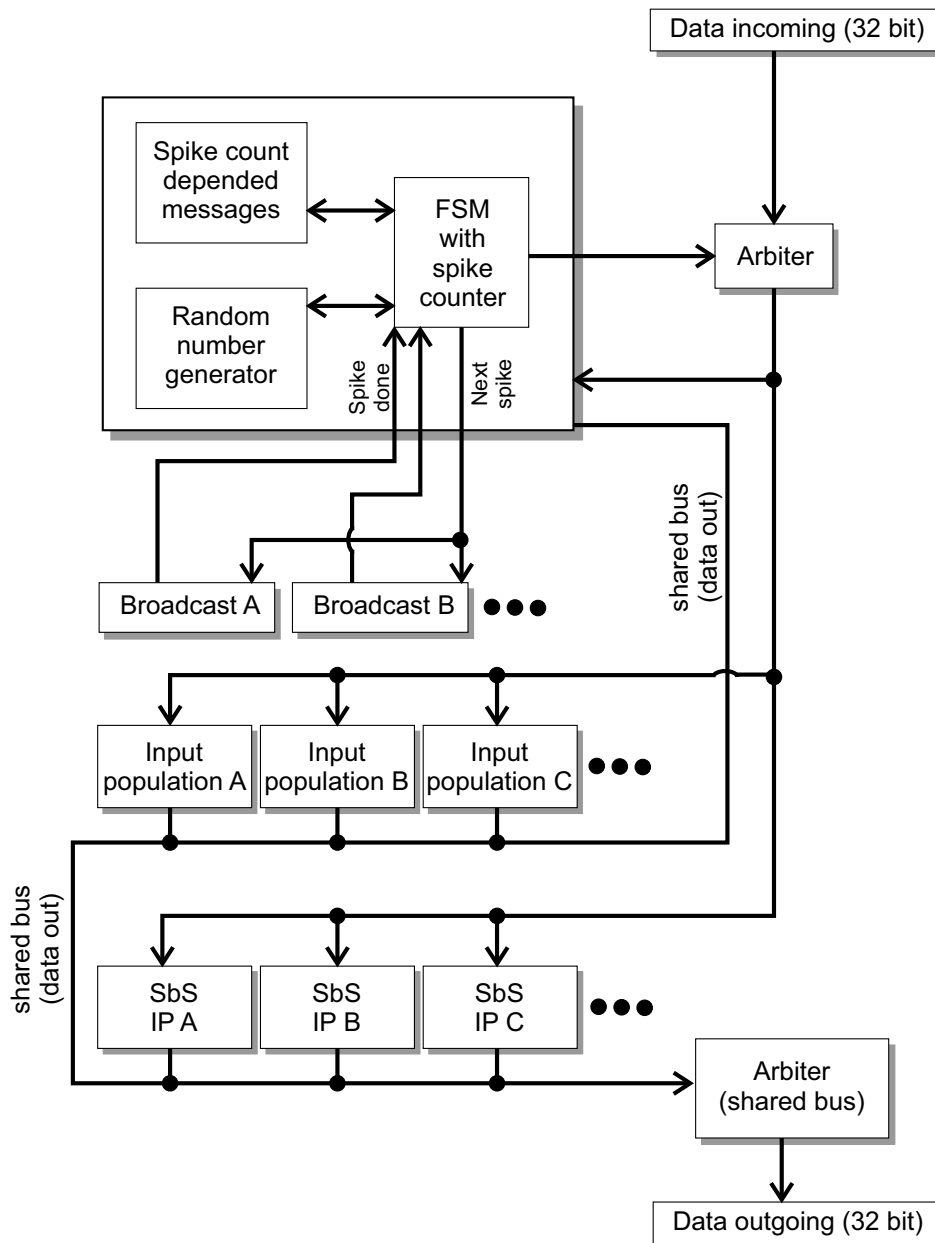 Data incoming (32 bit)
Spike count
depended
messages
FSM
with
spike
counter
Arbiter
Random
number
generator
Spike
done
Next
spike
shared bus
(data out)
Broadcast A
Broadcast B
Input
population A
Input
population B
Input
population C
shared bus
(data out)
SbS
IP A
SbS
IP B
SbS
IP C
Arbiter
(shared bus)
Data outgoing (32 bit)